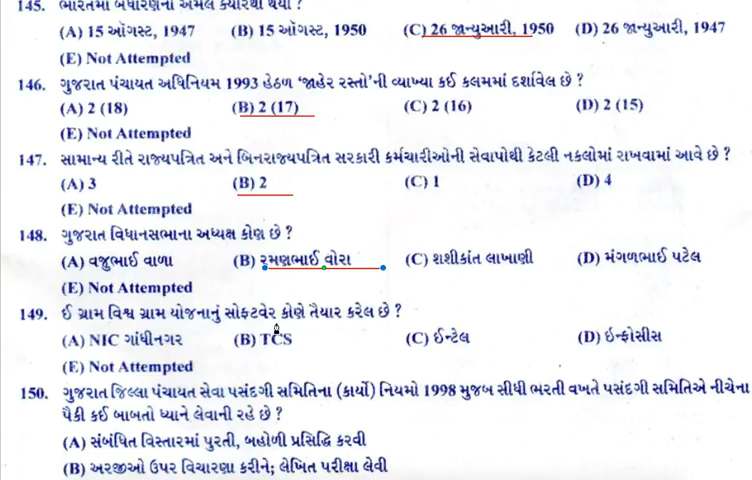 145. ભારતમાં બંધારણનો અમલ ક્યારથી થયો ?
(A) 15 ઑગસ્ટ, 1947 (B) 15 ઑગસ્ટ, 1950 (C) 26 જાન્યુઆરી, 1950 (D) 26 જાન્યુઆરી, 1947
(E) Not Attempted
146. ગુજરાત પંચાયત અધિનિયમ 1993 હેઠળ ‘જાહેર રસ્તો’ની વ્યાખ્યા કઈ કલમમાં દર્શાવેલ છે ?
(A) 2 (18) (B) 2 (17) (C) 2 (16) (D) 2 (15)
(E) Not Attempted
147. સામાન્ય રીતે રાજ્યપત્રિત અને બિનરાજ્યપત્રિત સરકારી કર્મચારીઓની સેવાપોથી કેટલી નકલોમાં રાખવામાં આવે છે ?
(A) 3 (B) 2 (C) 1 (D) 4
(E) Not Attempted
148. ગુજરાત વિધાનસભાના અધ્યક્ષ કોણ છે ?
(A) વજુભાઈ વાળા (B) રમણભાઈ વોરા (C) શશીકાંત લાખાણી (D) મંગળભાઈ પટેલ
(E) Not Attempted
149. ઈ ગ્રામ વિશ્વ ગ્રામ યોજનાનું સોફ્ટવેર કોણે તૈયાર કરેલ છે ?
(A) NIC ગાંધીનગર (B) TCS (C) ઈન્ટેલ (D) ઇન્ફોસીસ
(E) Not Attempted
150. ગુજરાત જિલ્લા પંચાયત સેવા પસંદગી સમિતિના (કાર્યો) નિયમો 1998 મુજબ સીધી ભરતી વખતે પસંદગી સમિતિએ નીચેના
પૈકી કઈ બાબતો ધ્યાને લેવાની રહે છે ?
(A) સંબંધિત વિસ્તારમાં પુરતી, બહોળી પ્રસિદ્ધિ કરવી
(B) અરજીઓ ઉપર વિચારણા કરીને; લેખિત પરીક્ષા લેવી